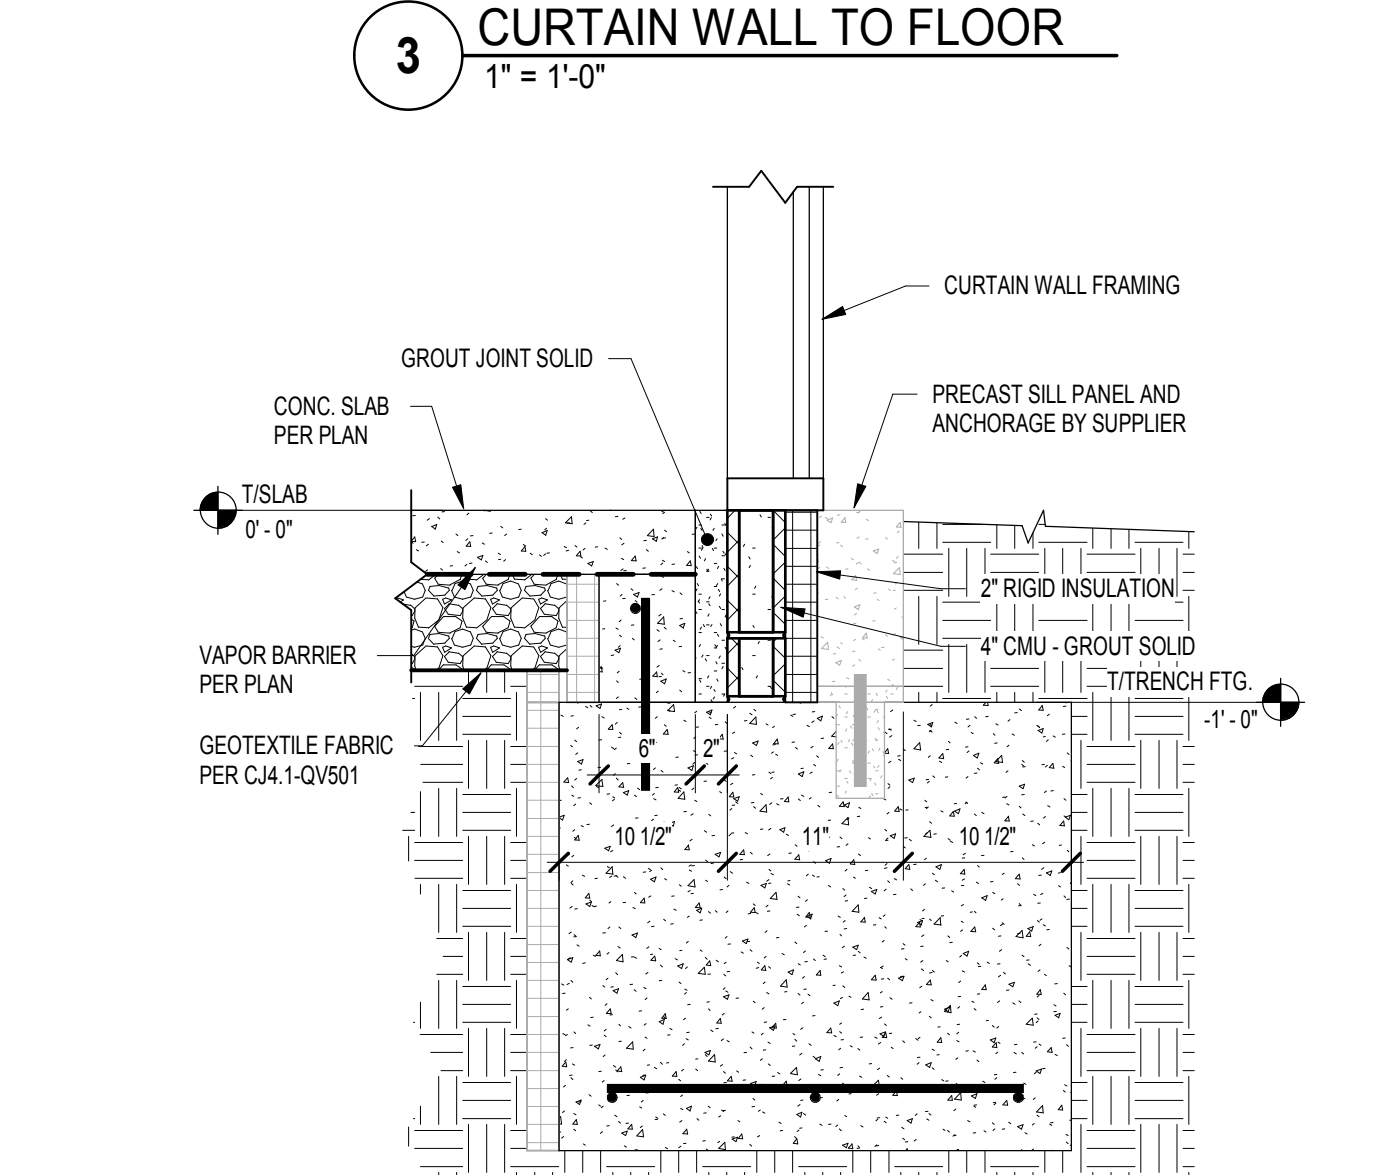 3
CURTAIN WALL TO FLOOR
1" = 1'-0"
CURTAIN WALL FRAMING
GROUT JOINT SOLID
PRECAST SILL PANEL AND
ANCHORAGE BY SUPPLIER
CONC. SLAB
PER PLAN
T/SLAB
0' - 0"
2" RIGID INSULATION
4" CMU - GROUT SOLID
VAPOR BARRIER
PER PLAN
T/TRENCH FTG.
-1' - 0"
GEOTEXTILE FABRIC
PER CJ4.1-QV501
6"
2"
10 1/2"
11"
10 1/2"